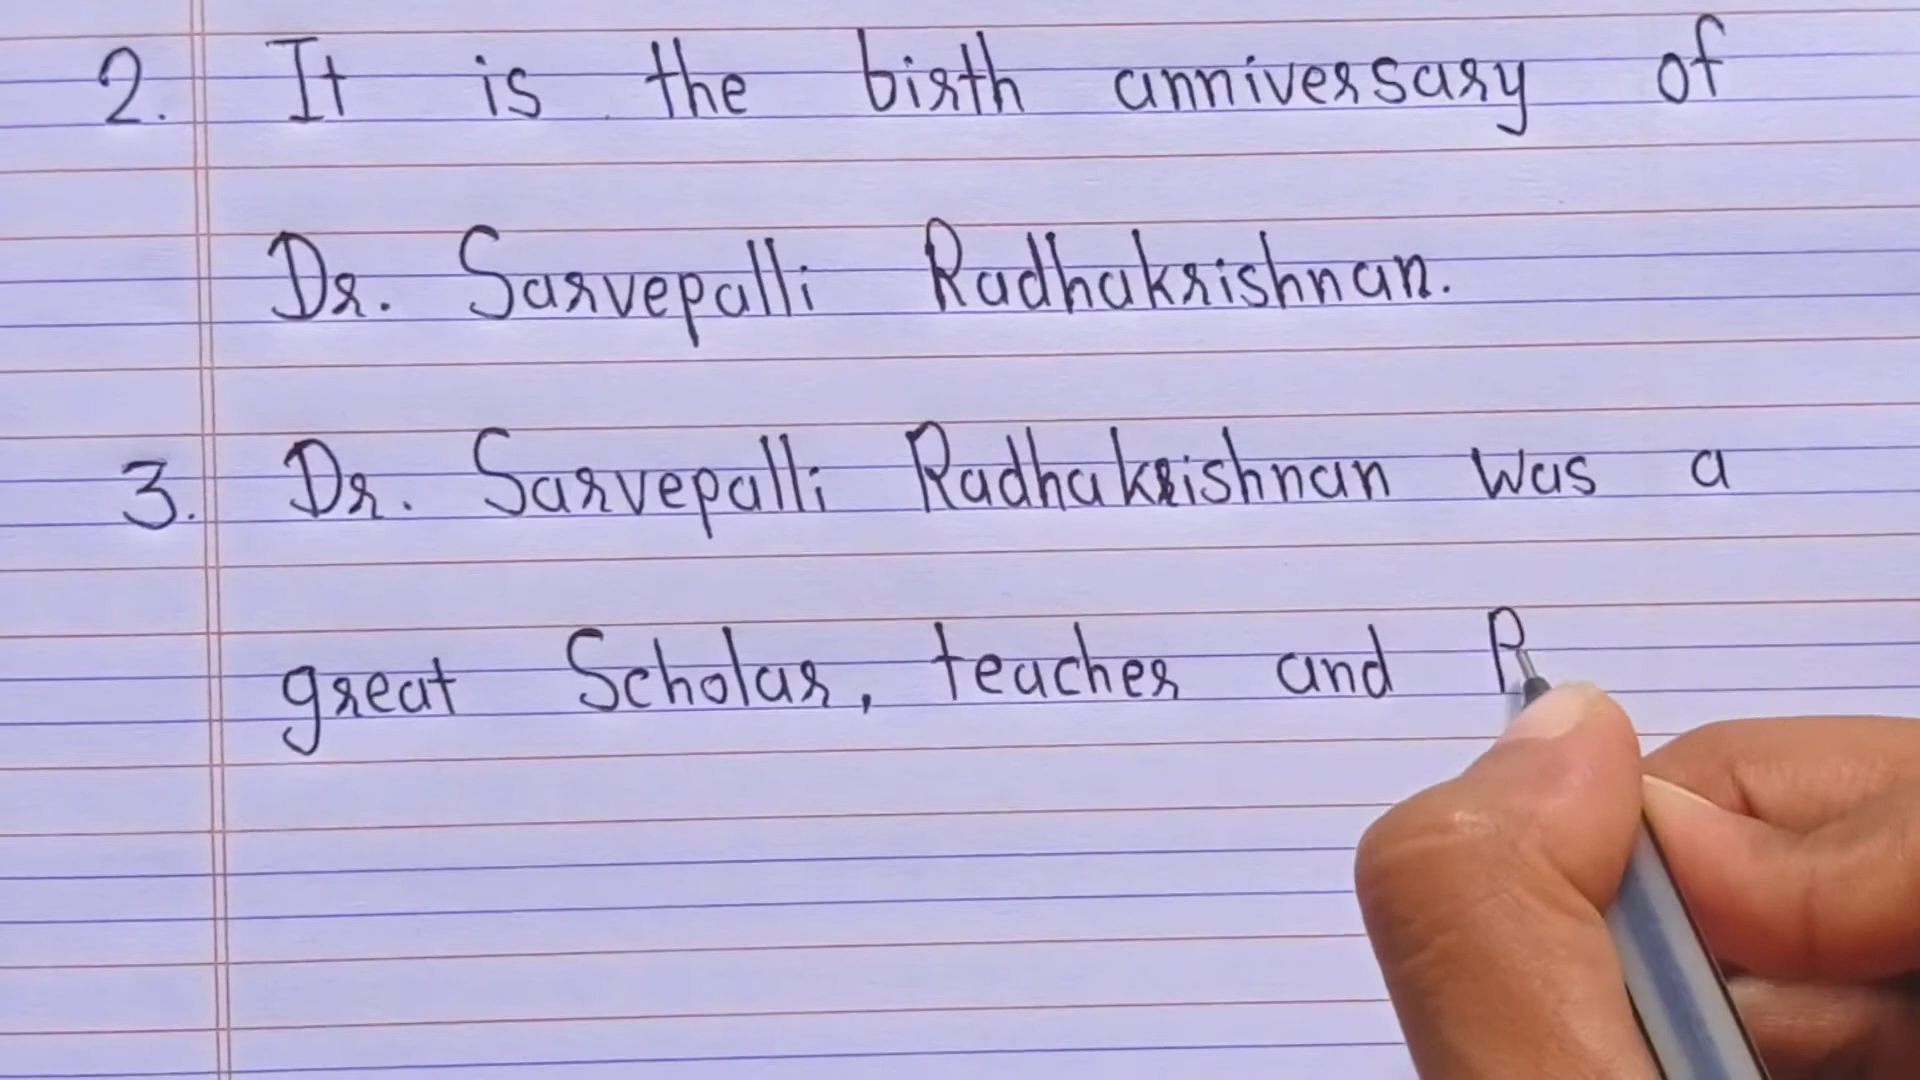 2. It is the birth anniversary of
Dr. Sarvepalli Radhakrishnan.
3. Dr. Sarvepalli Radhakrishnan was a
great Scholar, teacher and P